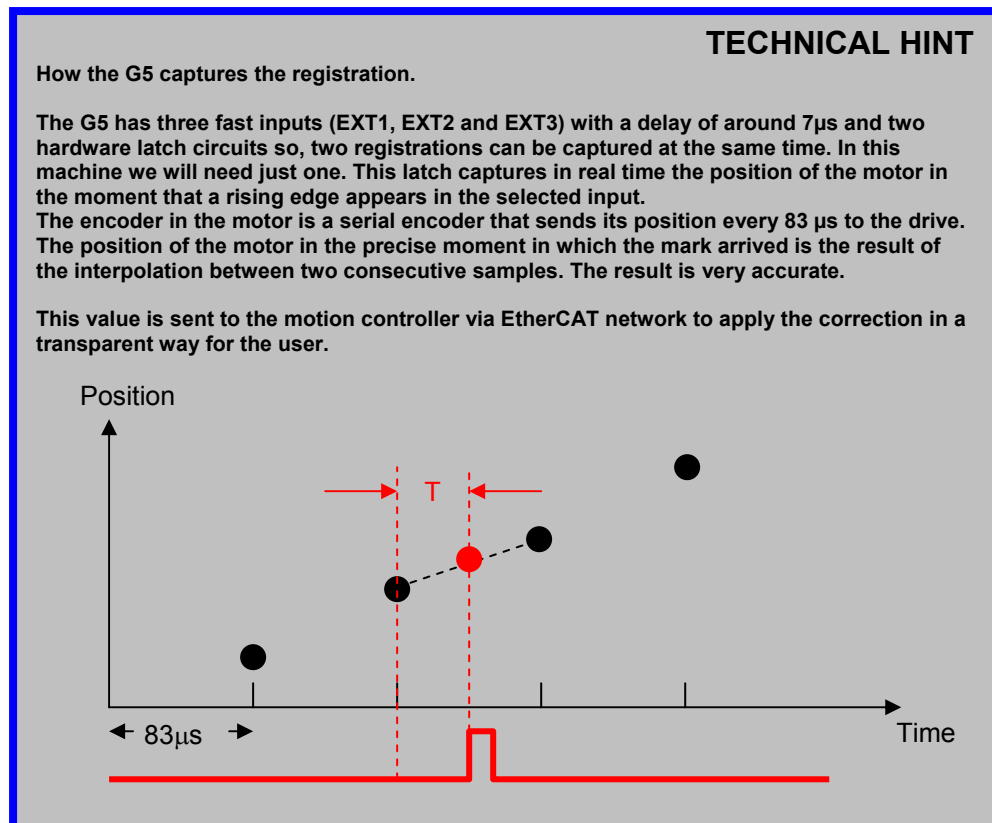 TECHNICAL HINT
How the G5 captures the registration.
The G5 has three fast inputs (EXT1, EXT2 and EXT3) with a delay of around 7µs and two
hardware latch circuits so, two registrations can be captured at the same time. In this
machine we will need just one. This latch captures in real time the position of the motor in
the moment that a rising edge appears in the selected input.
The encoder in the motor is a serial encoder that sends its position every 83 µs to the drive.
The position of the motor in the precise moment in which the mark arrived is the result of
the interpolation between two consecutive samples. The result is very accurate.
This value is sent to the motion controller via EtherCAT network to apply the correction in a
transparent way for the user.
Position
T
83µs
Time